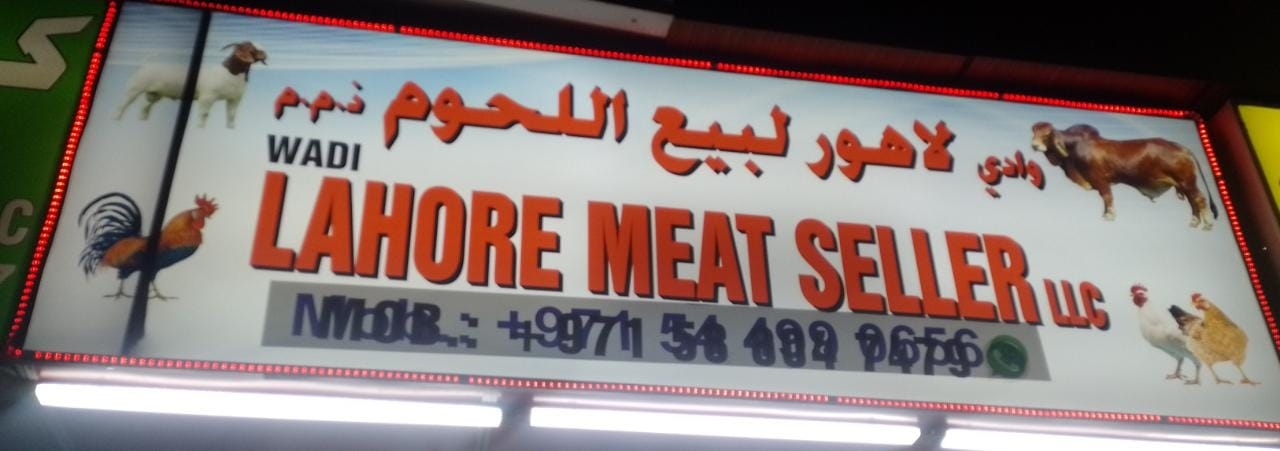 وادي لاهور لبيع اللحوم ذ.م.م
WADI
LAHORE MEAT SELLER LLC